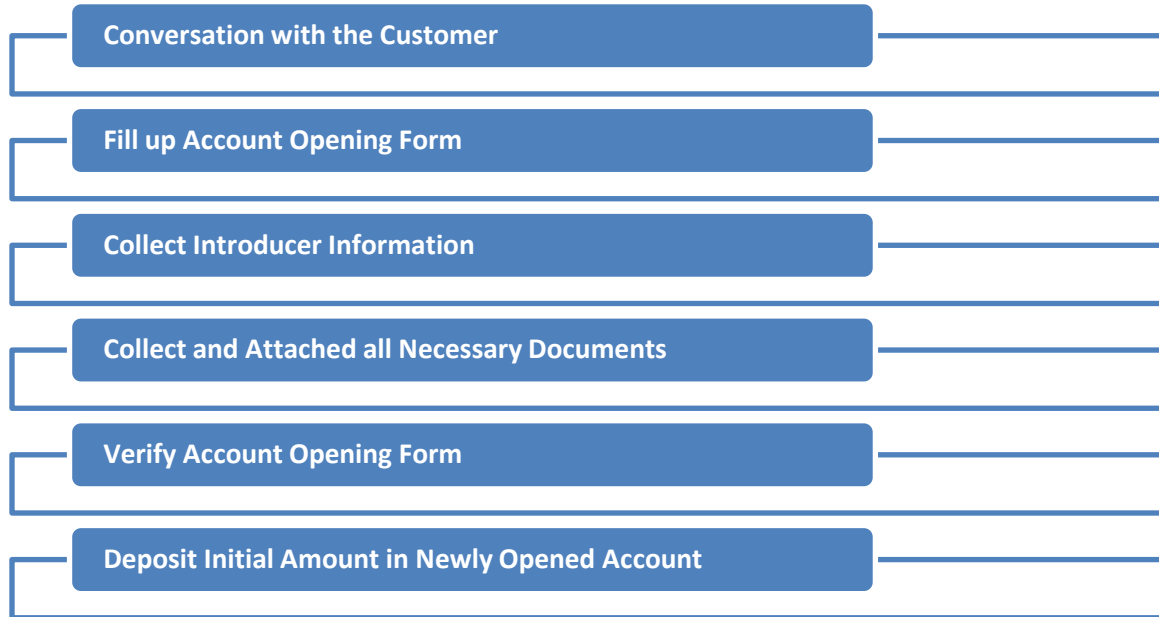 Conversation with the Customer
Fill up Account Opening Form
Collect Introducer Information
Collect and Attached all Necessary Documents
Verify Account Opening Form
Deposit Initial Amount in Newly Opened Account